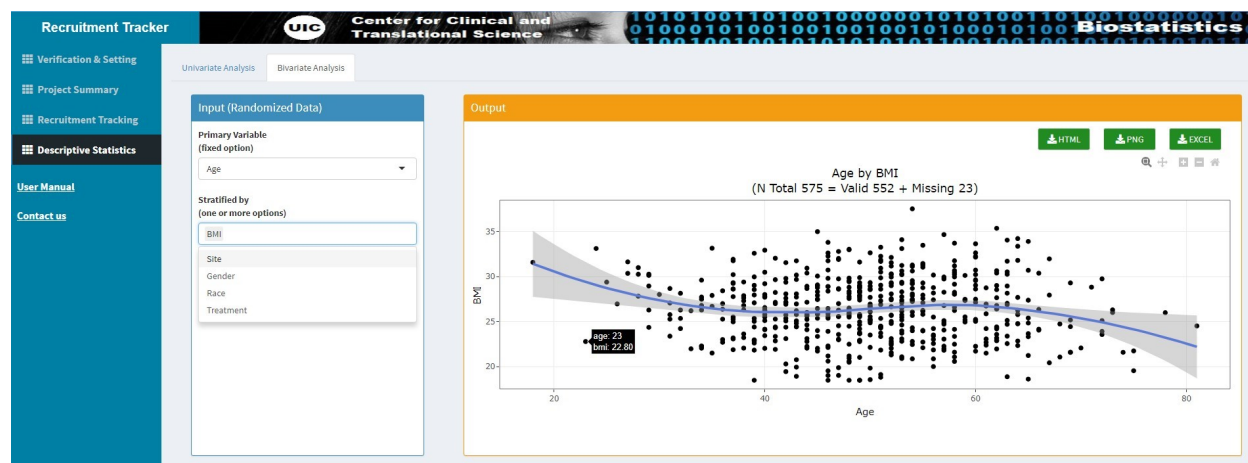 Recruitment Tracker
UIC
Center for Clinical and
Translational Science
Biostatistics
Verification & Setting
Project Summary
Recruitment Tracking
Descriptive Statistics
User Manual
Contact us
Univariate Analysis
Bivariate Analysis
Input (Randomized Data)
Primary Variable
(fixed option)
Age
Stratified by
(one or more options)
BMI
Site
Gender
Race
Treatment
Output
HTML
PNG
EXCEL
Age by BMI
(N Total 575 = Valid 552 + Missing 23)
35
30
25
20
BMI
age: 23
bmi: 22.80
20
40
60
80
Age